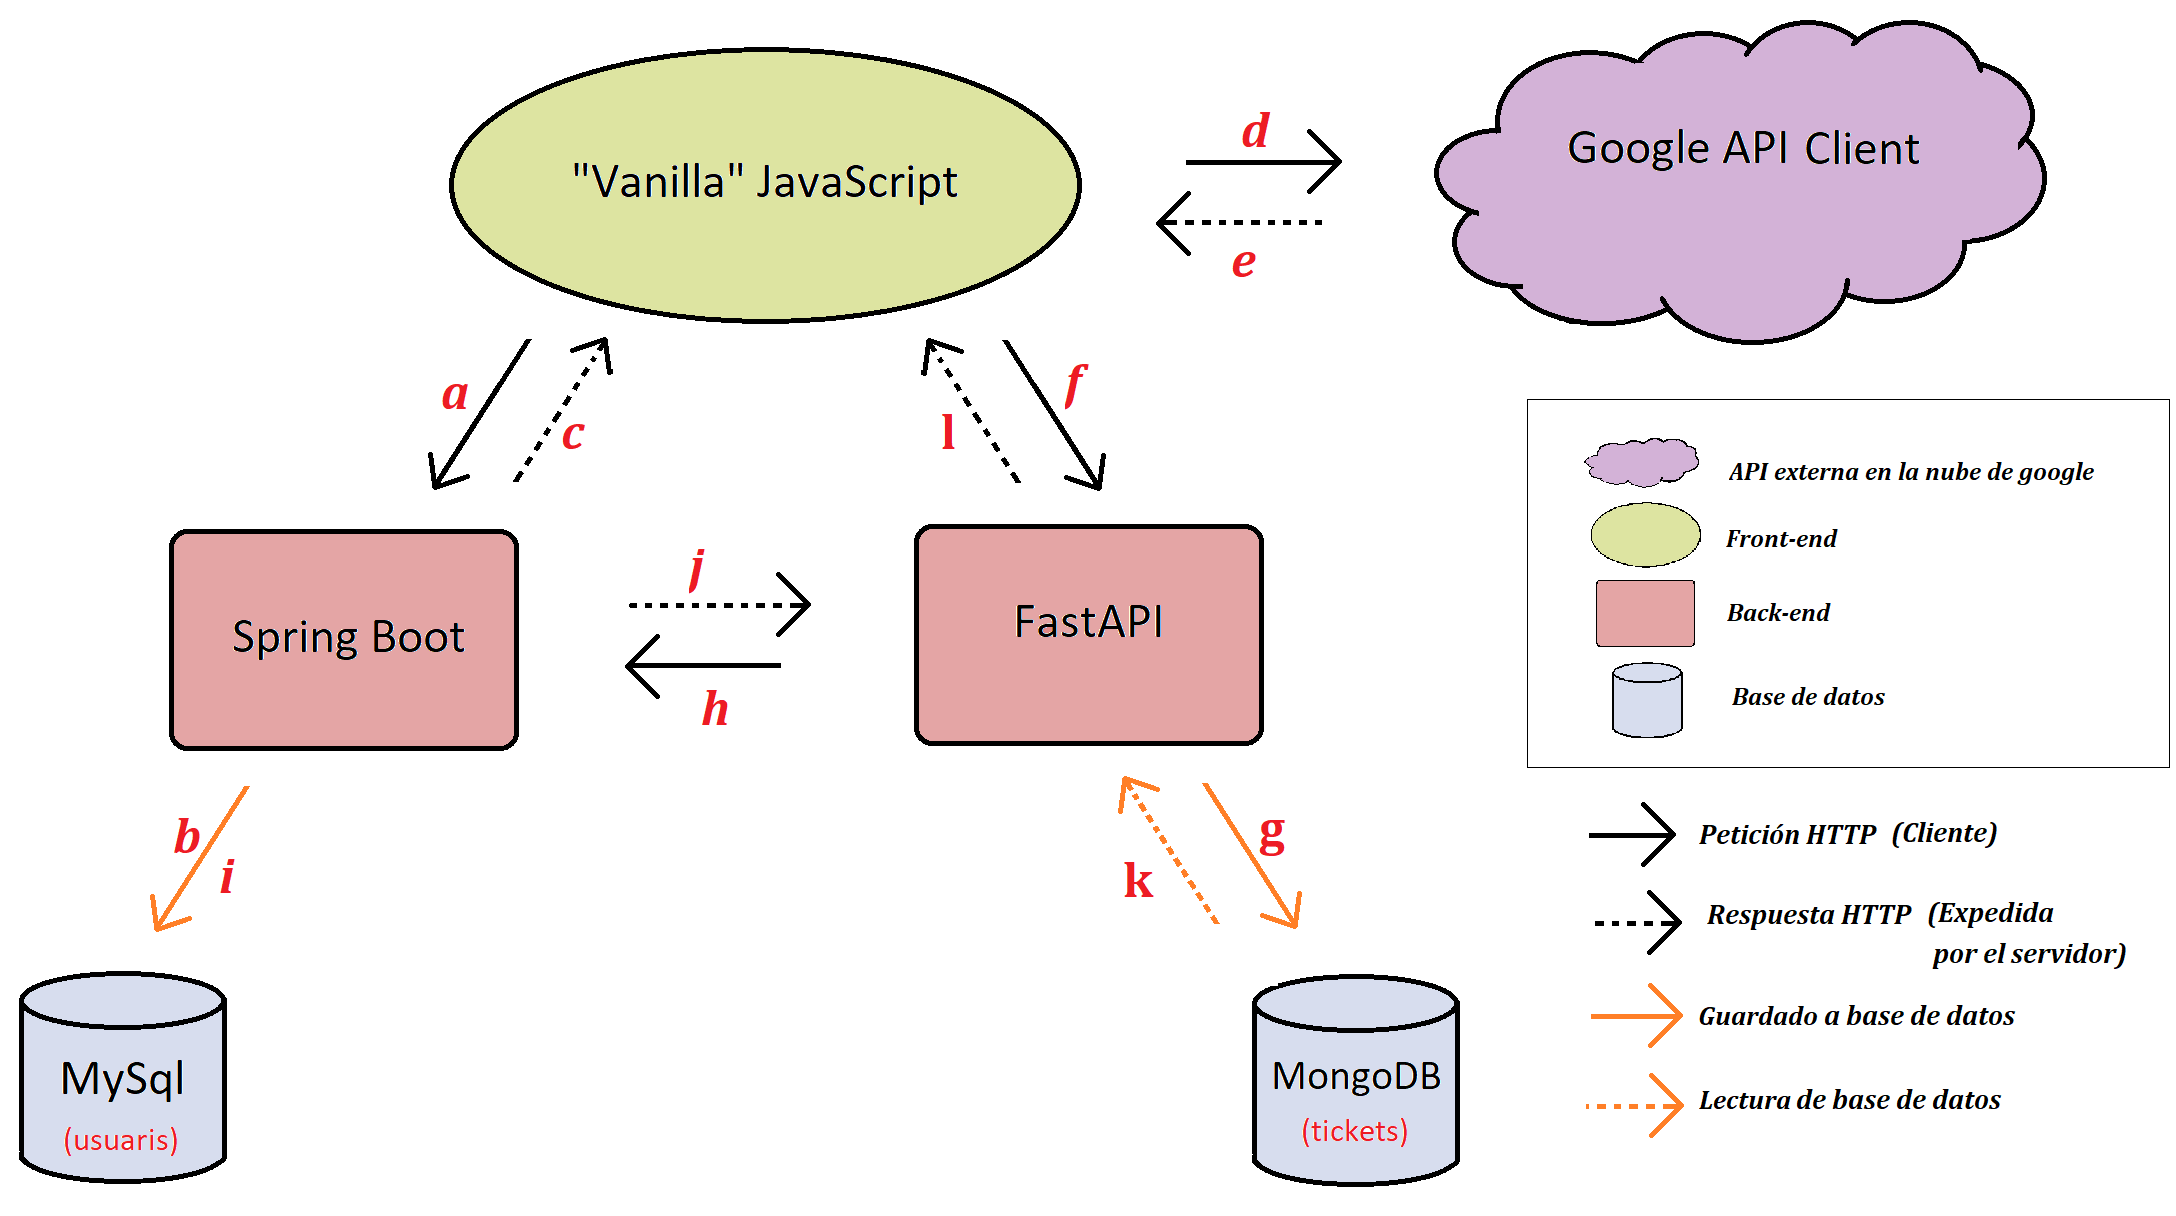 "Vanilla" JavaScript
Google API Client
d
e
a
c
l
f
Spring Boot
FastAPI
j
h
b
i
k
g
MySql
(usuaris)
MongoDB
(tickets)
API externa en la nube de google
Front-end
Back-end
Base de datos
Petición HTTP (Cliente)
Respuesta HTTP (Expedida
por el servidor)
Guardado a base de datos
Lectura de base de datos